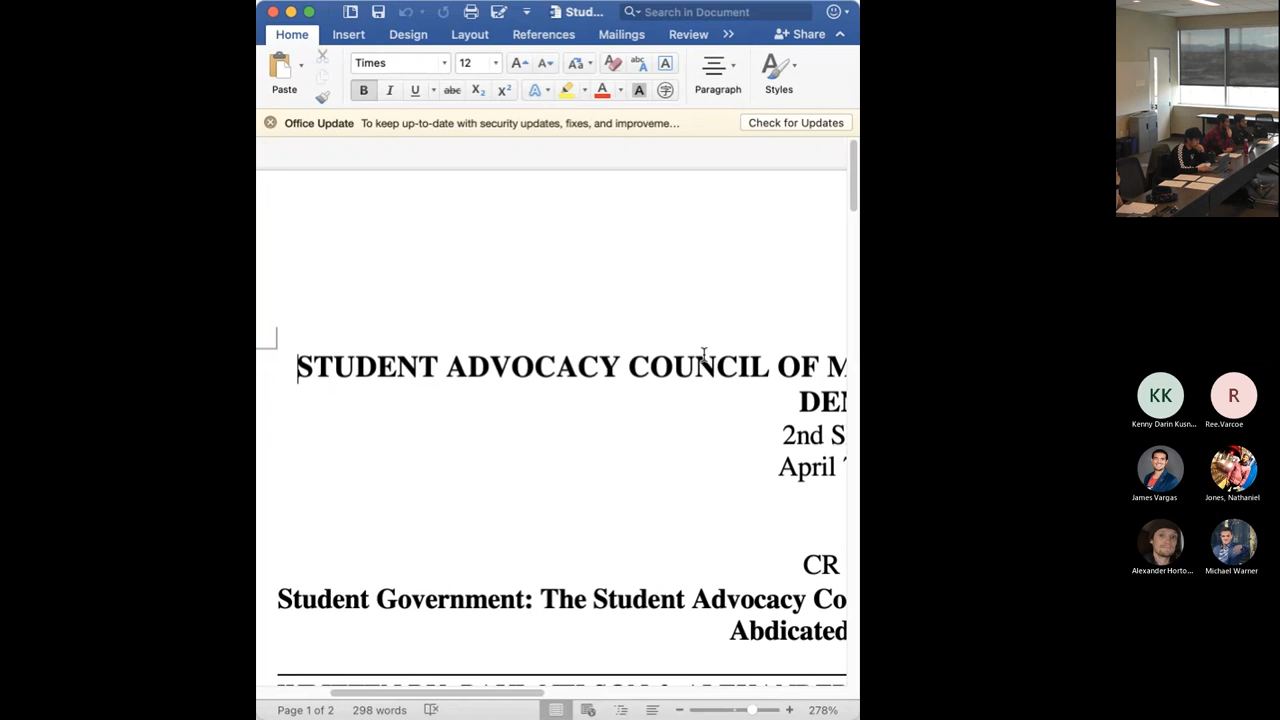 Stud...
Search in Document
Home
Insert
Design
Layout
References
Mailings
Review
Share
Paste
Times
12
Paragraph
Styles
Office Update To keep up-to-date with security updates, fixes, and improveme...
Check for Updates
STUDENT ADVOCACY COUNCIL OF M
DEN
2nd S
April
CR
Student Government: The Student Advocacy Co
Abdicated
Page 1 of 2
298 words
278%
KK
R
Kenny Darin Kusn...
Ree.Varcoe
James Vargas
Jones, Nathaniel
Alexander Horto...
Michael Warner